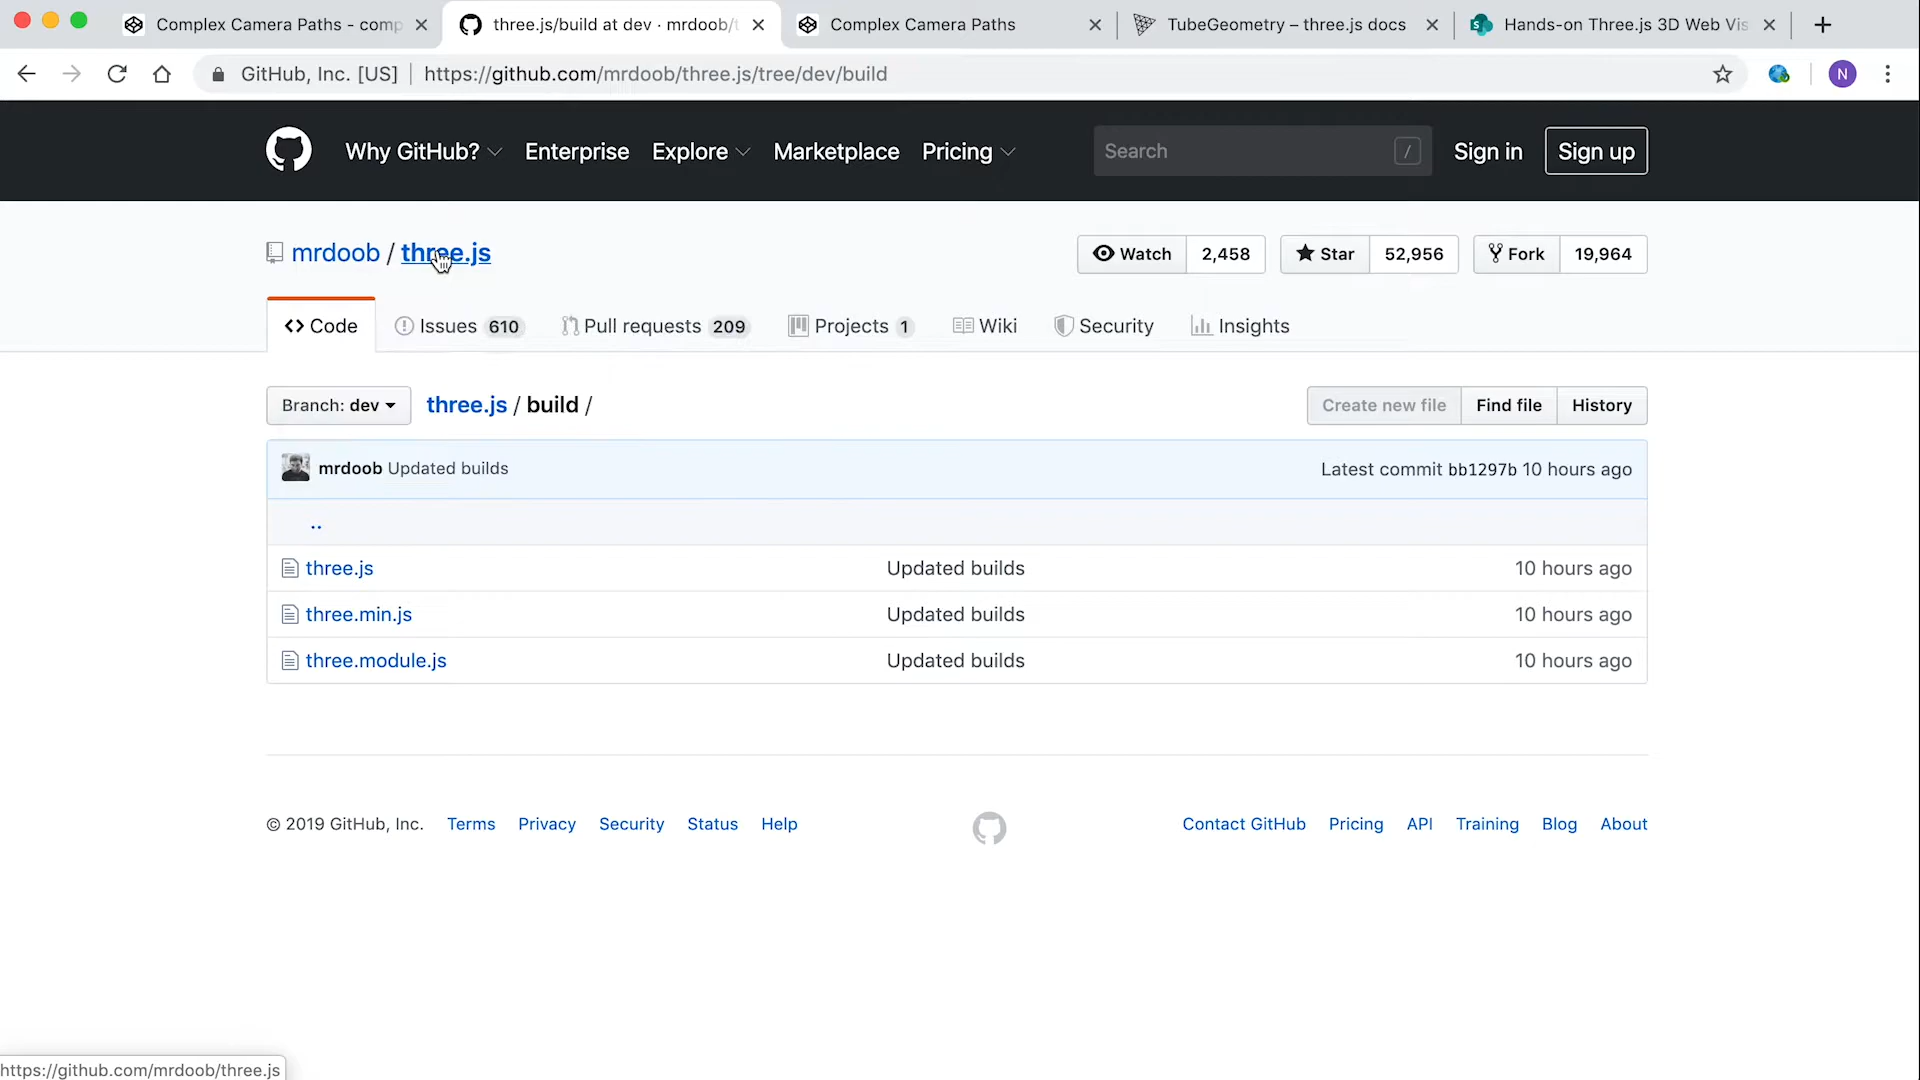 Complex Camera Paths - comp
three.js/build at dev · mrdoob/t
Complex Camera Paths
TubeGeometry – three.js docs
Hands-on Three.js 3D Web Vis
GitHub, Inc. [US] | https://github.com/mrdoob/three.js/tree/dev/build
N
Why GitHub? Enterprise Explore Marketplace Pricing
Search /
Sign in
Sign up
mrdoob / three.js
Watch 2,458
Star 52,956
Fork 19,964
<> Code
Issues 610
Pull requests 209
Projects 1
Wiki
Security
Insights
Branch: dev
three.js / build /
Create new file
Find file
History
mrdoob Updated builds
Latest commit bb1297b 10 hours ago
..
three.js Updated builds 10 hours ago
three.min.js Updated builds 10 hours ago
three.module.js Updated builds 10 hours ago
© 2019 GitHub, Inc. Terms Privacy Security Status Help
Contact GitHub Pricing API Training Blog About
https://github.com/mrdoob/three.js